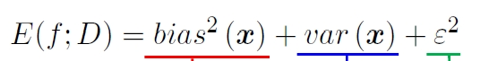 E(f; D) = bias² (x) + var (x) + ε²